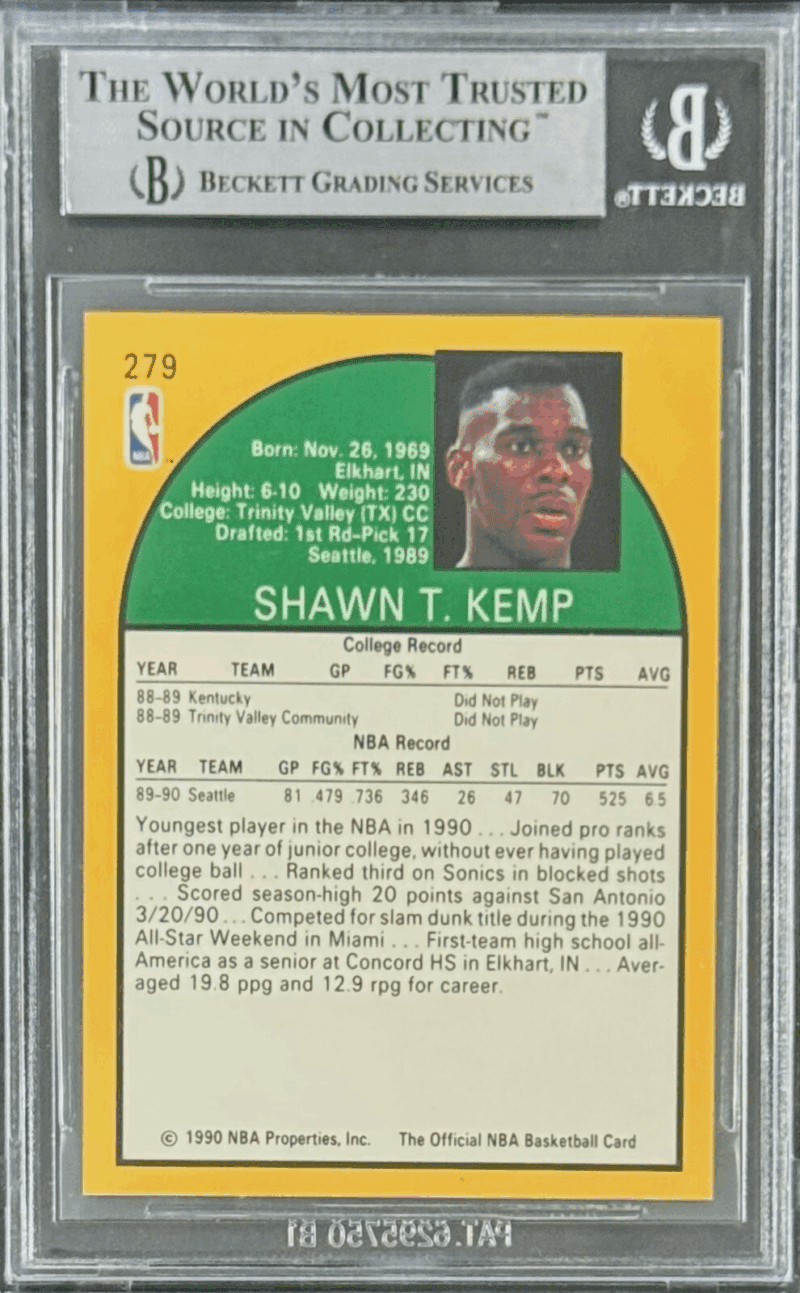 THE WORLD'S MOST TRUSTED
SOURCE IN COLLECTING™
(B) BECKETT GRADING SERVICES
B
BECKETT®
279
NBA
Born: Nov. 26, 1969
Elkhart, IN
Height: 6-10 Weight: 230
College: Trinity Valley (TX) CC
Drafted: 1st Rd-Pick 17
Seattle, 1989
SHAWN T. KEMP
College Record
YEAR TEAM GP FG% FT% REB PTS AVG
88-89 Kentucky Did Not Play
88-89 Trinity Valley Community Did Not Play
NBA Record
YEAR TEAM GP FG% FT% REB AST STL BLK PTS AVG
89-90 Seattle 81 .479 .736 346 26 47 70 525 6.5
Youngest player in the NBA in 1990 . . . Joined pro ranks
after one year of junior college, without ever having played
college ball . . . Ranked third on Sonics in blocked shots
. . . Scored season-high 20 points against San Antonio
3/20/90 . . . Competed for slam dunk title during the 1990
All-Star Weekend in Miami . . . First-team high school all-
America as a senior at Concord HS in Elkhart, IN . . . Aver-
aged 19.8 ppg and 12.9 rpg for career.
© 1990 NBA Properties, Inc. The Official NBA Basketball Card
PAT. 6295750 B1